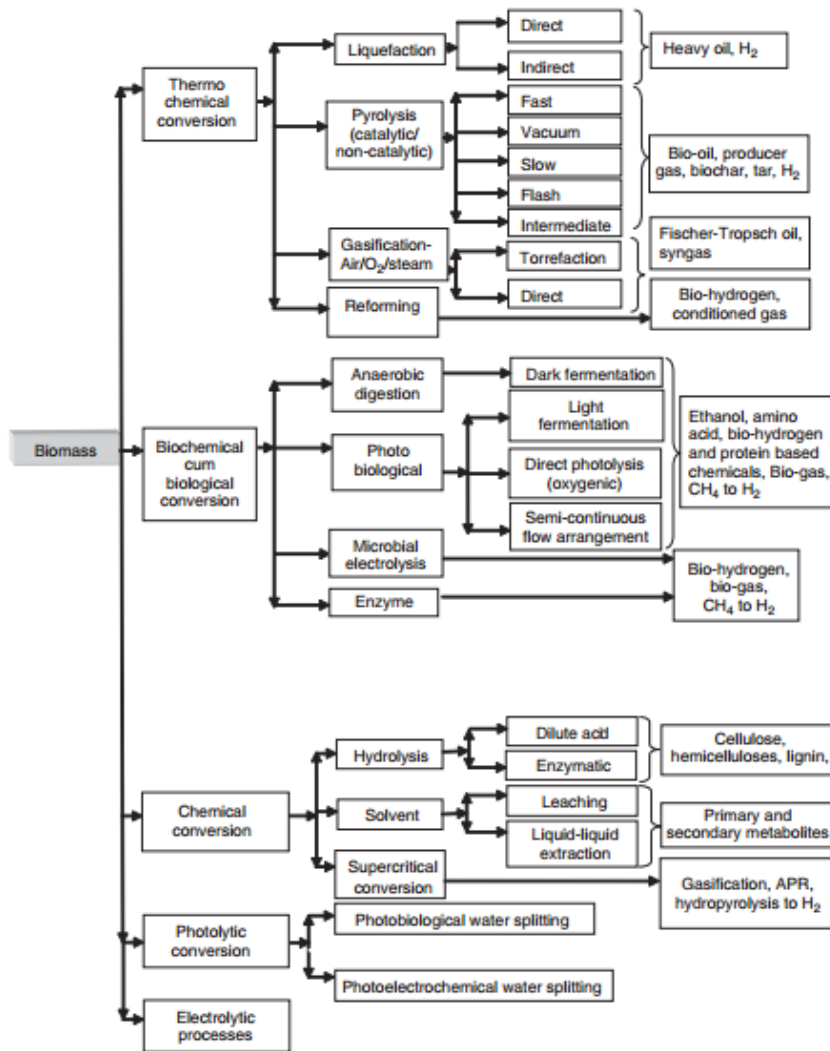 Biomass
Thermo
chemical
conversion
Liquefaction
Direct
Indirect
Heavy oil, H2
Pyrolysis
(catalytic/
non-catalytic)
Fast
Vacuum
Slow
Flash
Intermediate
Bio-oil, producer
gas, biochar, tar, H2
Gasification-
Air/O2/steam
Torrefaction
Direct
Fischer-Tropsch oil,
syngas
Reforming
Bio-hydrogen,
conditioned gas
Biochemical
cum
biological
conversion
Anaerobic
digestion
Dark fermentation
Photo
biological
Light
fermentation
Direct photolysis
(oxygenic)
Semi-continuous
flow arrangement
Ethanol, amino
acid, bio-hydrogen
and protein based
chemicals, Bio-gas,
CH4 to H2
Microbial
electrolysis
Enzyme
Bio-hydrogen,
bio-gas,
CH4 to H2
Chemical
conversion
Hydrolysis
Dilute acid
Enzymatic
Cellulose,
hemicelluloses, lignin,
Solvent
Leaching
Liquid-liquid
extraction
Primary and
secondary metabolites
Supercritical
conversion
Gasification, APR,
hydropyrolysis to H2
Photolytic
conversion
Photobiological water splitting
Photoelectrochemical water splitting
Electrolytic
processes